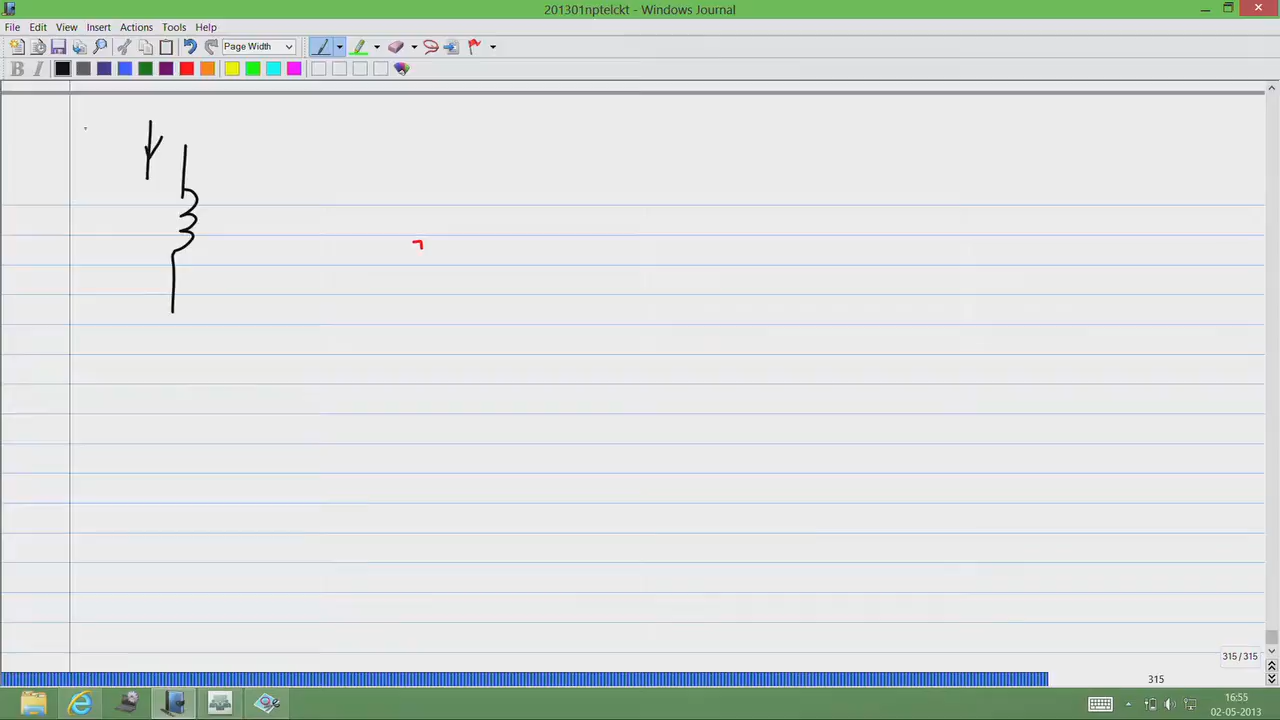 201301nptelckt - Windows Journal
File Edit View Insert Actions Tools Help
Page Width
B I
315 / 315
315
16:55
02-05-2013